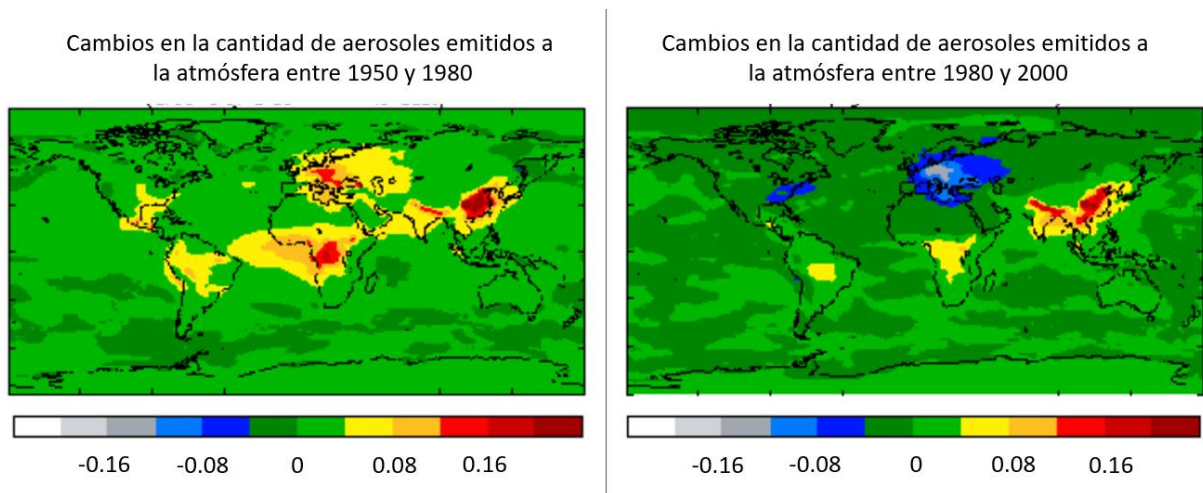 Cambios en la cantidad de aerosoles emitidos a
la atmósfera entre 1950 y 1980
-0.16 -0.08 0 0.08 0.16
Cambios en la cantidad de aerosoles emitidos a
la atmósfera entre 1980 y 2000
-0.16 -0.08 0 0.08 0.16